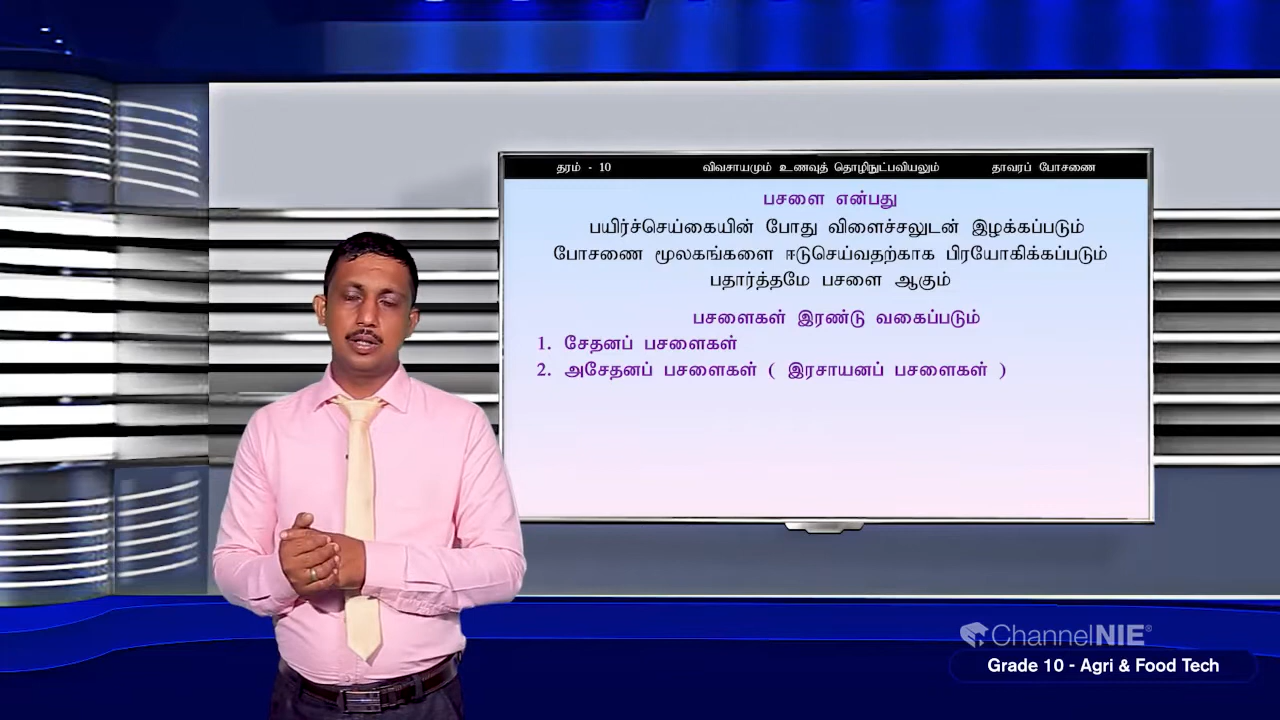 தரம் - 10 விவசாயமும் உணவுத் தொழிநுட்பவியலும் தாவரப் போசணை
பசளை என்பது
பயிர்ச்செய்கையின் போது விளைச்சலுடன் இழக்கப்படும்
போசணை மூலகங்களை ஈடுசெய்வதற்காக பிரயோகிக்கப்படும்
பதார்த்தமே பசளை ஆகும்
பசளைகள் இரண்டு வகைப்படும்
1. சேதனப் பசளைகள்
2. அசேதனப் பசளைகள் ( இரசாயனப் பசளைகள் )
ChannelNIE®
Grade 10 - Agri & Food Tech